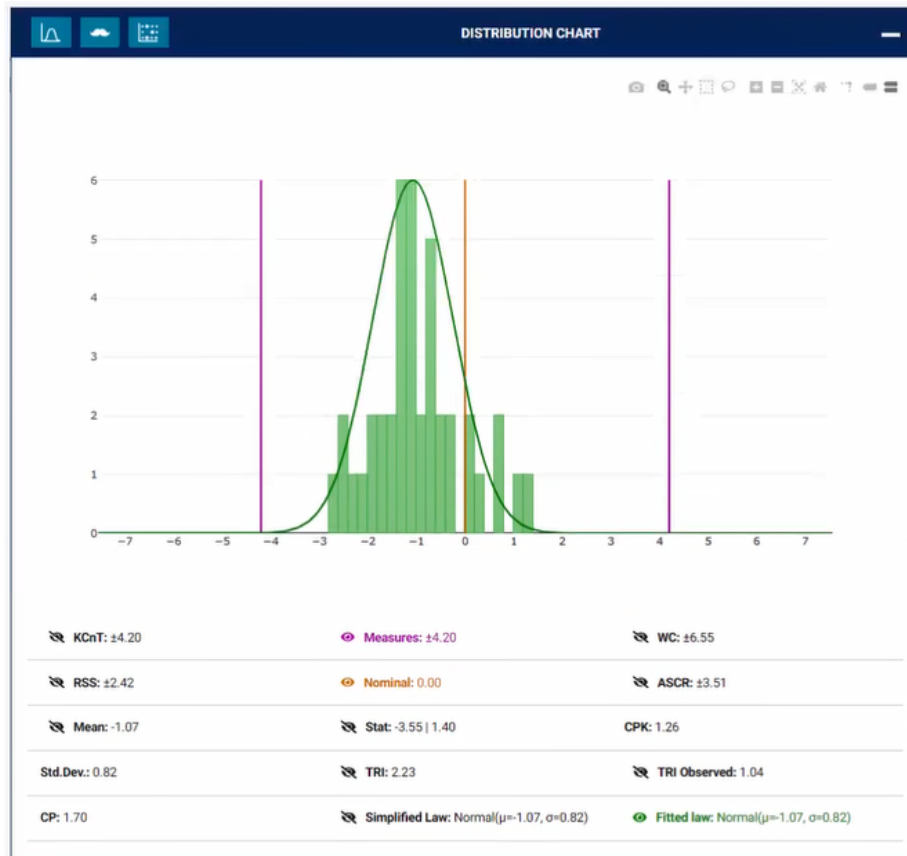 DISTRIBUTION CHART
6
5
4
3
2
1
0
−7 −6 −5 −4 −3 −2 −1 0 1 2 3 4 5 6 7
KCnT: ±4.20 Measures: ±4.20 WC: ±6.55
RSS: ±2.42 Nominal: 0.00 ASCR: ±3.51
Mean: -1.07 Stat: -3.55 | 1.40 CPK: 1.26
Std.Dev.: 0.82 TRI: 2.23 TRI Observed: 1.04
CP: 1.70 Simplified Law: Normal(μ=-1.07, σ=0.82) Fitted law: Normal(μ=-1.07, σ=0.82)